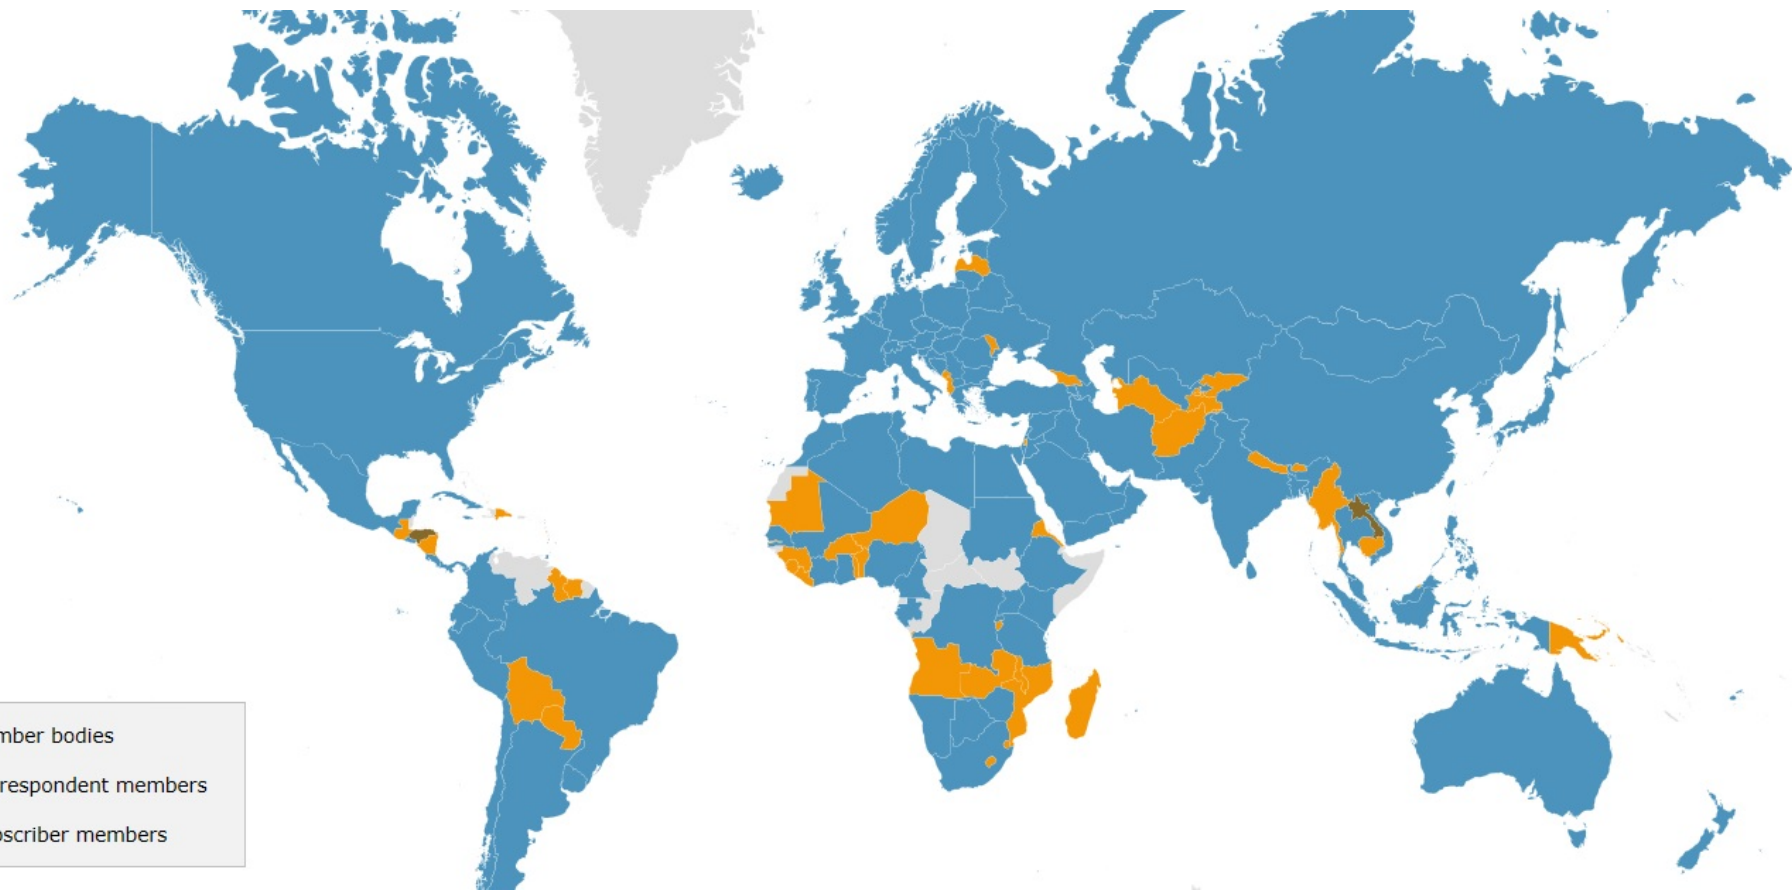 mber bodies
respondent members
oscriber members